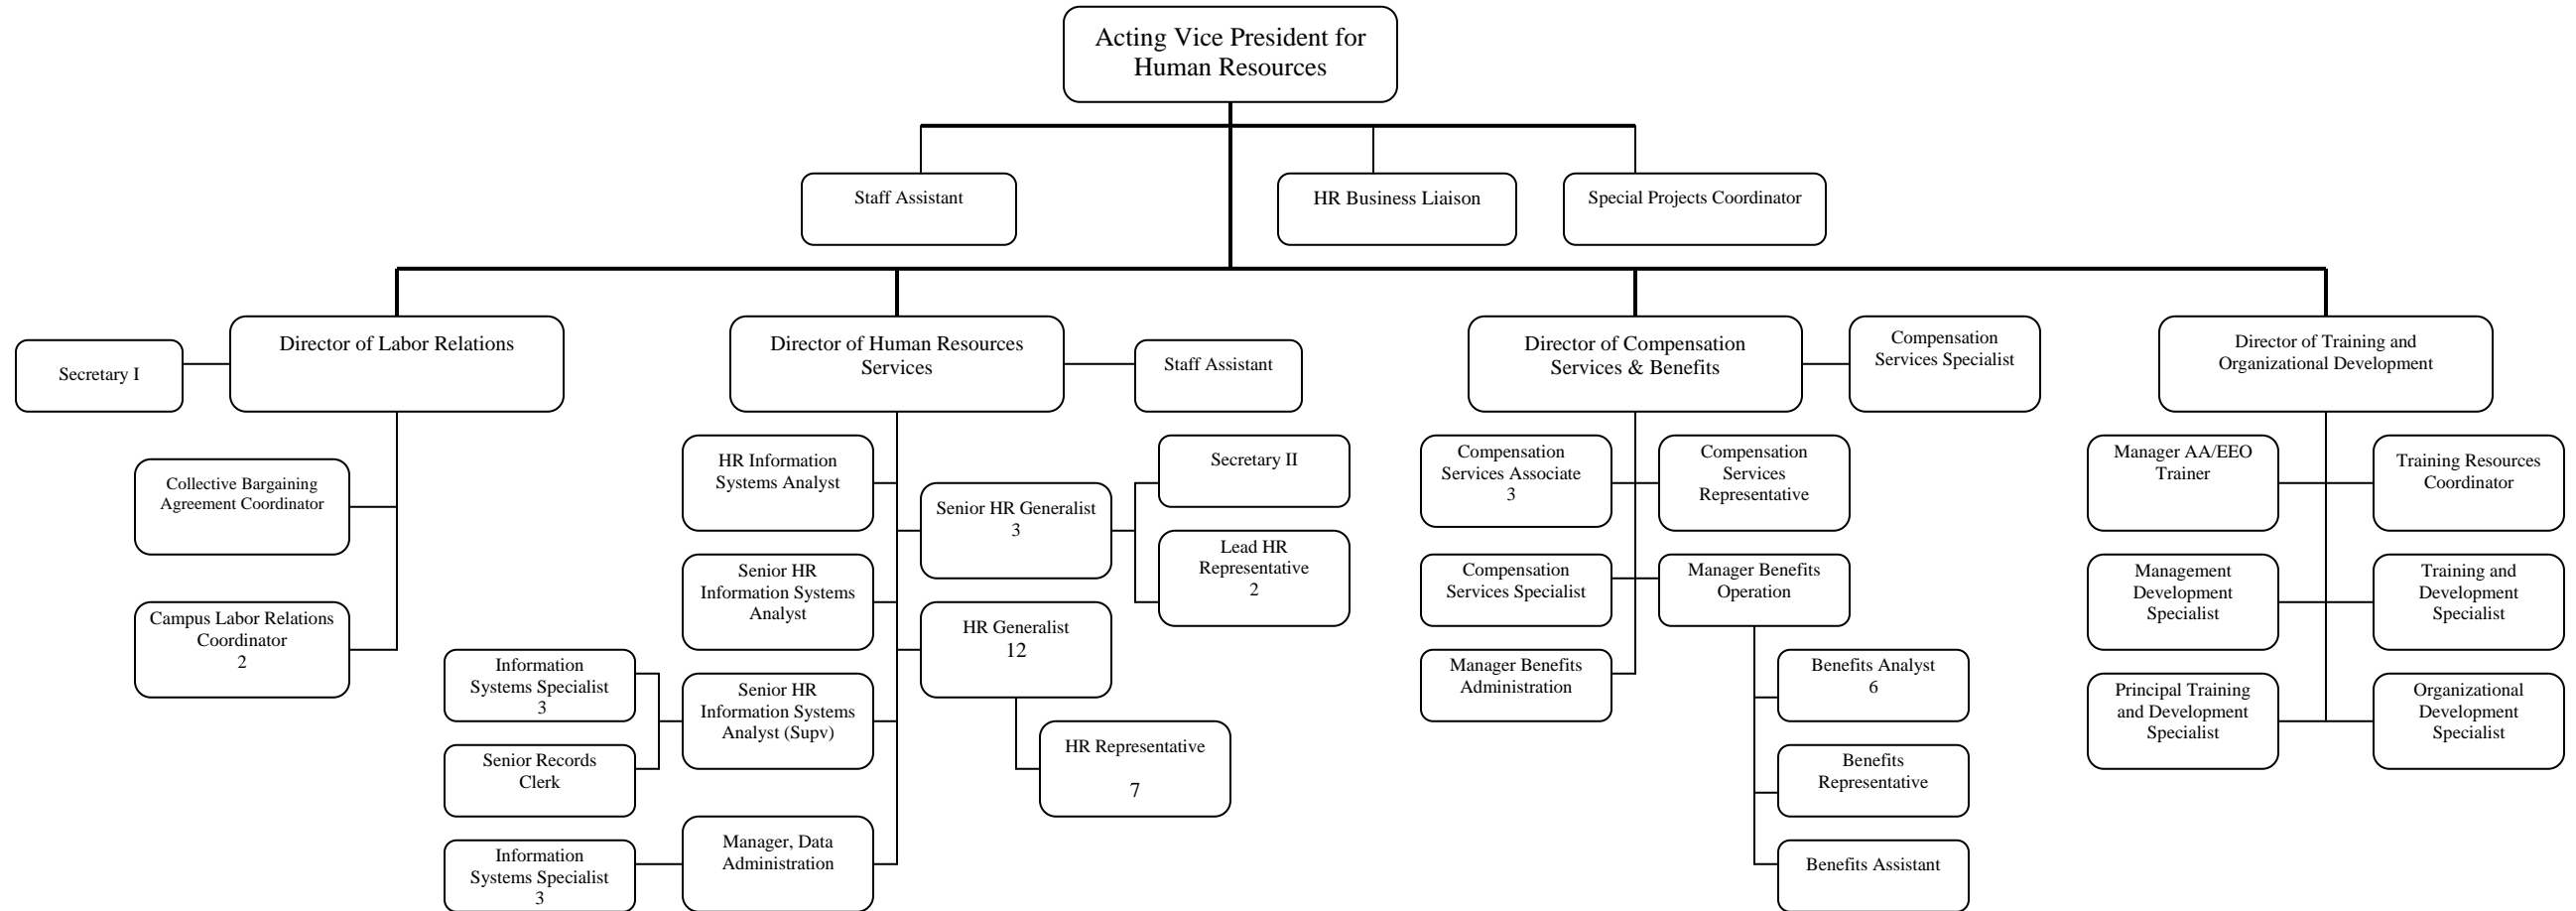 Acting Vice President for
Human Resources
Staff Assistant
HR Business Liaison
Special Projects Coordinator
Secretary I
Director of Labor Relations
Director of Human Resources
Services
Staff Assistant
Director of Compensation
Services & Benefits
Compensation
Services Specialist
Director of Training and
Organizational Development
Collective Bargaining
Agreement Coordinator
Campus Labor Relations
Coordinator
2
HR Information
Systems Analyst
Senior HR
Information Systems
Analyst
Senior HR
Information Systems
Analyst (Supv)
Information
Systems Specialist
3
Senior Records
Clerk
Manager, Data
Administration
Information
Systems Specialist
3
Senior HR Generalist
3
Secretary II
Lead HR
Representative
2
HR Generalist
12
HR Representative
7
Compensation
Services Associate
3
Compensation
Services
Representative
Compensation
Services Specialist
Manager Benefits
Operation
Manager Benefits
Administration
Benefits Analyst
6
Benefits
Representative
Benefits Assistant
Manager AA/EEO
Trainer
Training Resources
Coordinator
Management
Development
Specialist
Training and
Development
Specialist
Principal Training
and Development
Specialist
Organizational
Development
Specialist